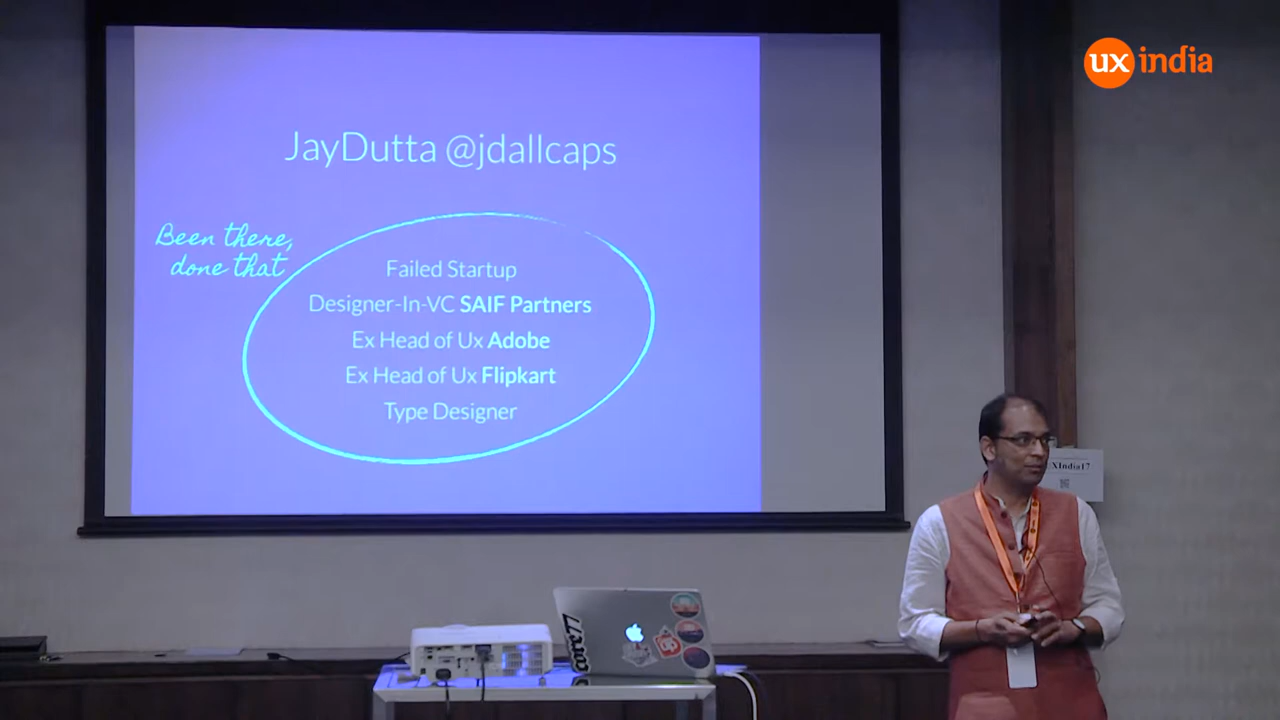 ux india
JayDutta @jdallcaps
Been there,
done that
Failed Startup
Designer-In-VC SAIF Partners
Ex Head of Ux Adobe
Ex Head of Ux Flipkart
Type Designer
XIndia17